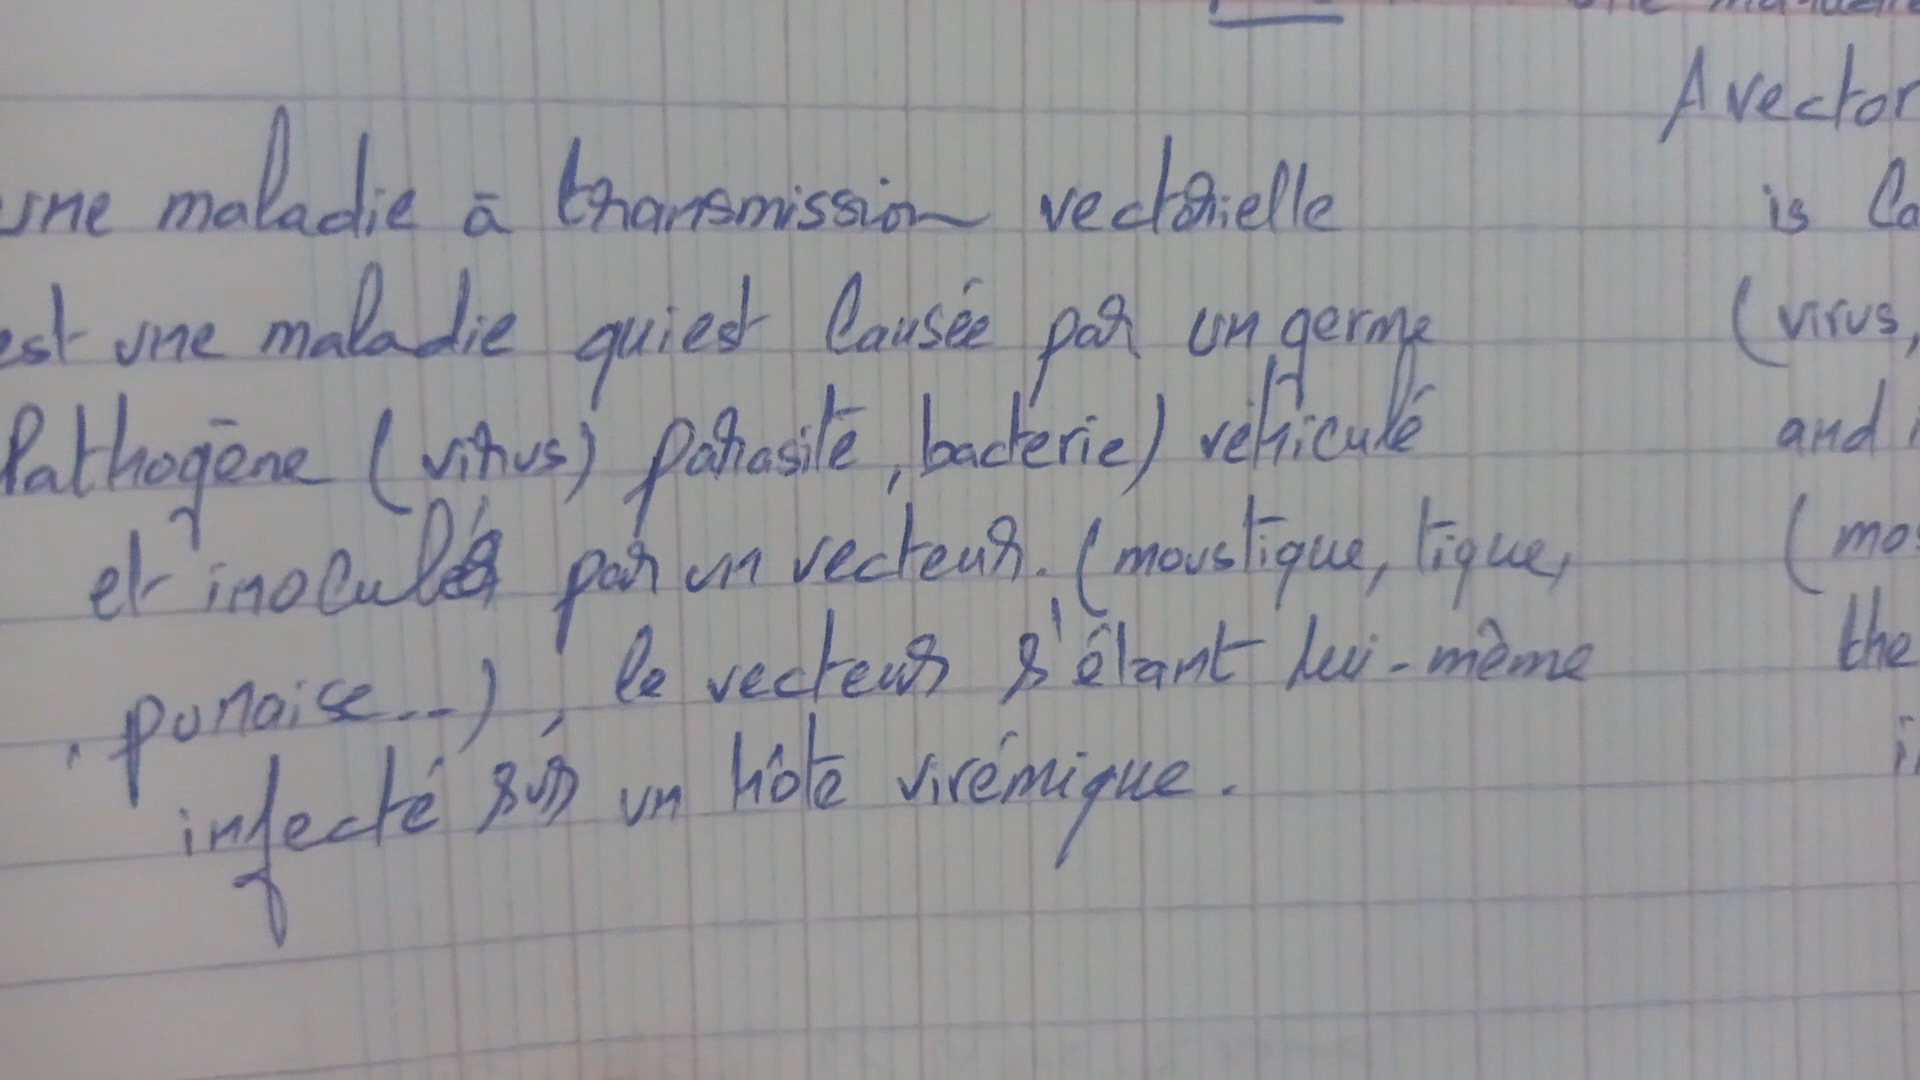 une maladie à transmission vectorielle
est une maladie qui est causée par un germe
Pathogène (virus) parasite, bacterie) véhiculé
et inoculé par un vecteur. (moustique, tique,
, punaise...), le vecteur s'étant lui-même
infecté sur un hôte virémique.
A vector
is ca
(virus,
and
(mos
the